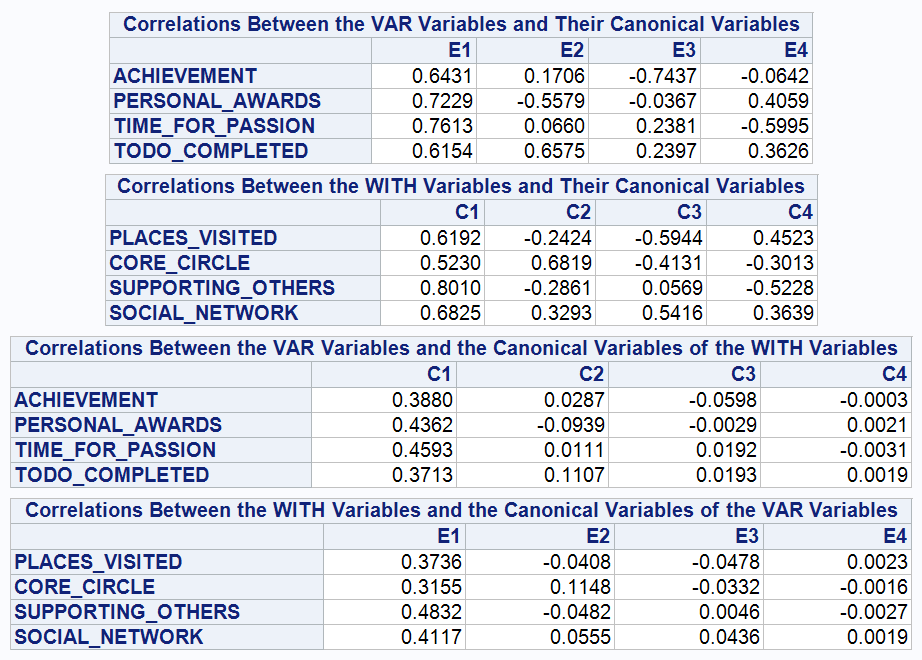 Correlations Between the VAR Variables and Their Canonical Variables
E1 E2 E3 E4
ACHIEVEMENT 0.6431 0.1706 -0.7437 -0.0642
PERSONAL_AWARDS 0.7229 -0.5579 -0.0367 0.4059
TIME_FOR_PASSION 0.7613 0.0660 0.2381 -0.5995
TODO_COMPLETED 0.6154 0.6575 0.2397 0.3626
Correlations Between the WITH Variables and Their Canonical Variables
C1 C2 C3 C4
PLACES_VISITED 0.6192 -0.2424 -0.5944 0.4523
CORE_CIRCLE 0.5230 0.6819 -0.4131 -0.3013
SUPPORTING_OTHERS 0.8010 -0.2861 0.0569 -0.5228
SOCIAL_NETWORK 0.6825 0.3293 0.5416 0.3639
Correlations Between the VAR Variables and the Canonical Variables of the WITH Variables
C1 C2 C3 C4
ACHIEVEMENT 0.3880 0.0287 -0.0598 -0.0003
PERSONAL_AWARDS 0.4362 -0.0939 -0.0029 0.0021
TIME_FOR_PASSION 0.4593 0.0111 0.0192 -0.0031
TODO_COMPLETED 0.3713 0.1107 0.0193 0.0019
Correlations Between the WITH Variables and the Canonical Variables of the VAR Variables
E1 E2 E3 E4
PLACES_VISITED 0.3736 -0.0408 -0.0478 0.0023
CORE_CIRCLE 0.3155 0.1148 -0.0332 -0.0016
SUPPORTING_OTHERS 0.4832 -0.0482 0.0046 -0.0027
SOCIAL_NETWORK 0.4117 0.0555 0.0436 0.0019